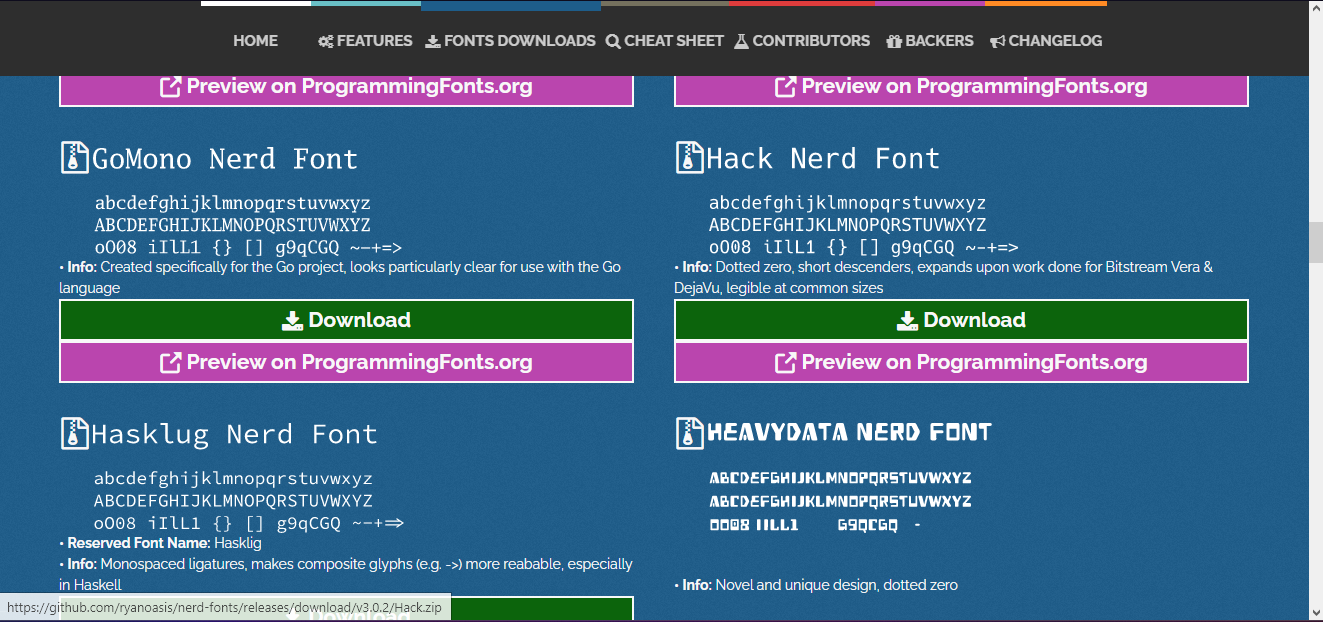 HOME FEATURES FONTS DOWNLOADS CHEAT SHEET CONTRIBUTORS BACKERS CHANGELOG
Preview on ProgrammingFonts.org
Preview on ProgrammingFonts.org
GoMono Nerd Font
abcdefghijklmnopqrstuvwxyz
ABCDEFGHIJKLMNOPQRSTUVWXYZ
oO08 iIlL1 {} [] g9qCGQ ~-+=>
• Info: Created specifically for the Go project, looks particularly clear for use with the Go
language
Download
Preview on ProgrammingFonts.org
Hack Nerd Font
abcdefghijklmnopqrstuvwxyz
ABCDEFGHIJKLMNOPQRSTUVWXYZ
oO08 iIlL1 {} [] g9qCGQ ~-+=>
• Info: Dotted zero, short descenders, expands upon work done for Bitstream Vera &
DejaVu, legible at common sizes
Download
Preview on ProgrammingFonts.org
Hasklug Nerd Font
abcdefghijklmnopqrstuvwxyz
ABCDEFGHIJKLMNOPQRSTUVWXYZ
oO08 iIlL1 {} [] g9qCGQ ~-+=>
• Reserved Font Name: Hasklig
• Info: Monospaced ligatures, makes composite glyphs (e.g. ->) more reabable, especially
in Haskell
Download
HEAVYDATA NERD FONT
ABCDEFGHIJKLMNOPQRSTUVWXYZ
ABCDEFGHIJKLMNOPQRSTUVWXYZ
OO08 IILL1 G9QCGQ -
• Info: Novel and unique design, dotted zero
https://github.com/ryanoasis/nerd-fonts/releases/download/v3.0.2/Hack.zip